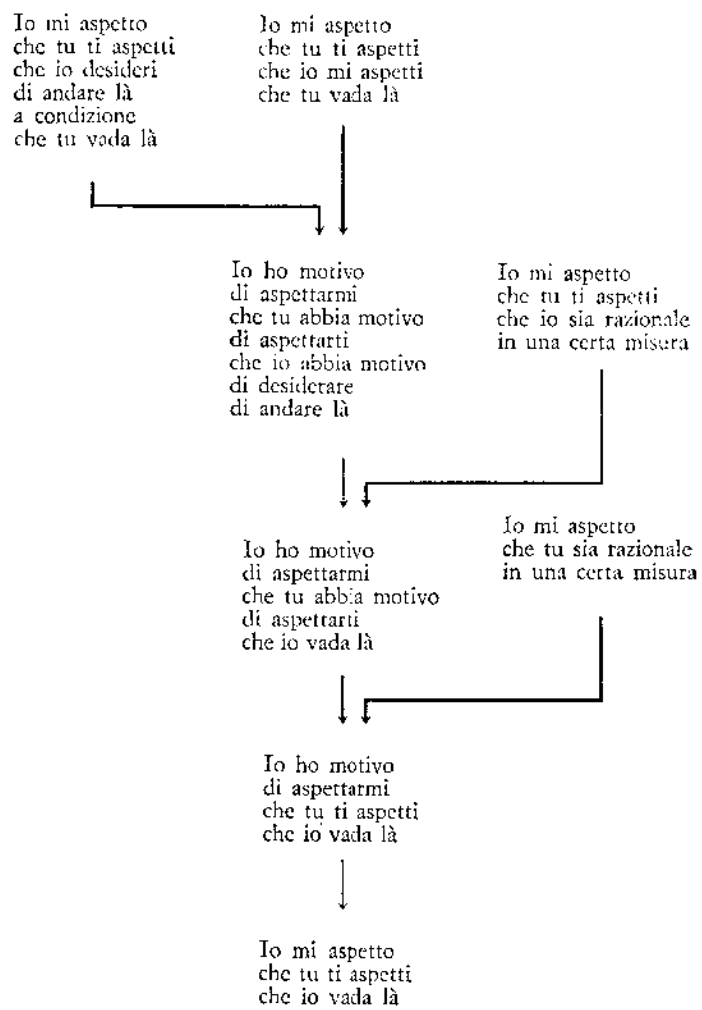 Io mi aspetto
che tu ti aspetti
che io desideri
di andare là
a condizione
che tu vada là
Io mi aspetto
che tu ti aspetti
che io mi aspetti
che tu vada là
Io ho motivo
di aspettarmi
che tu abbia motivo
di aspettarti
che io abbia motivo
di desiderare
di andare là
Io mi aspetto
che tu ti aspetti
che io sia razionale
in una certa misura
Io ho motivo
di aspettarmi
che tu abbia motivo
di aspettarti
che io vada là
Io mi aspetto
che tu sia razionale
in una certa misura
Io ho motivo
di aspettarmi
che tu ti aspetti
che io vada là
Io mi aspetto
che tu ti aspetti
che io vada là